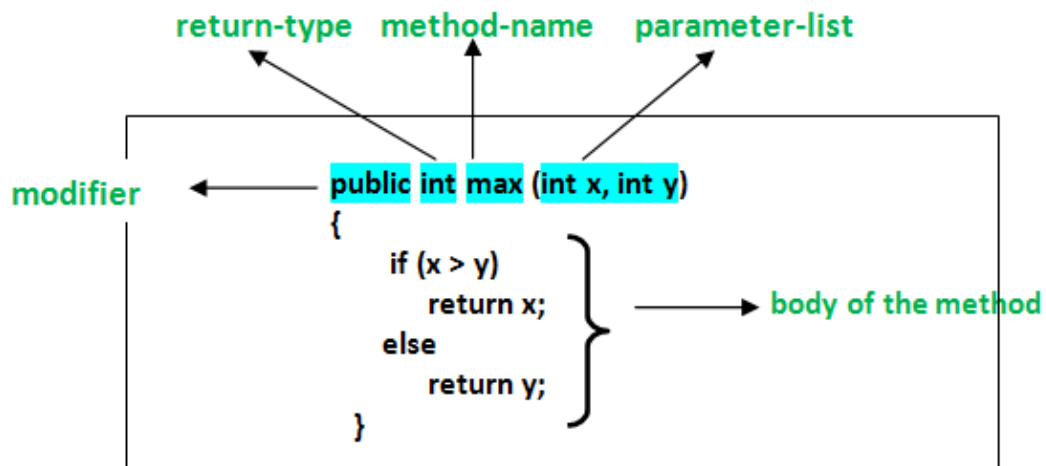 return-type method-name parameter-list
modifier
public int max (int x, int y)
{
if (x > y)
return x;
else
return y;
}
body of the method